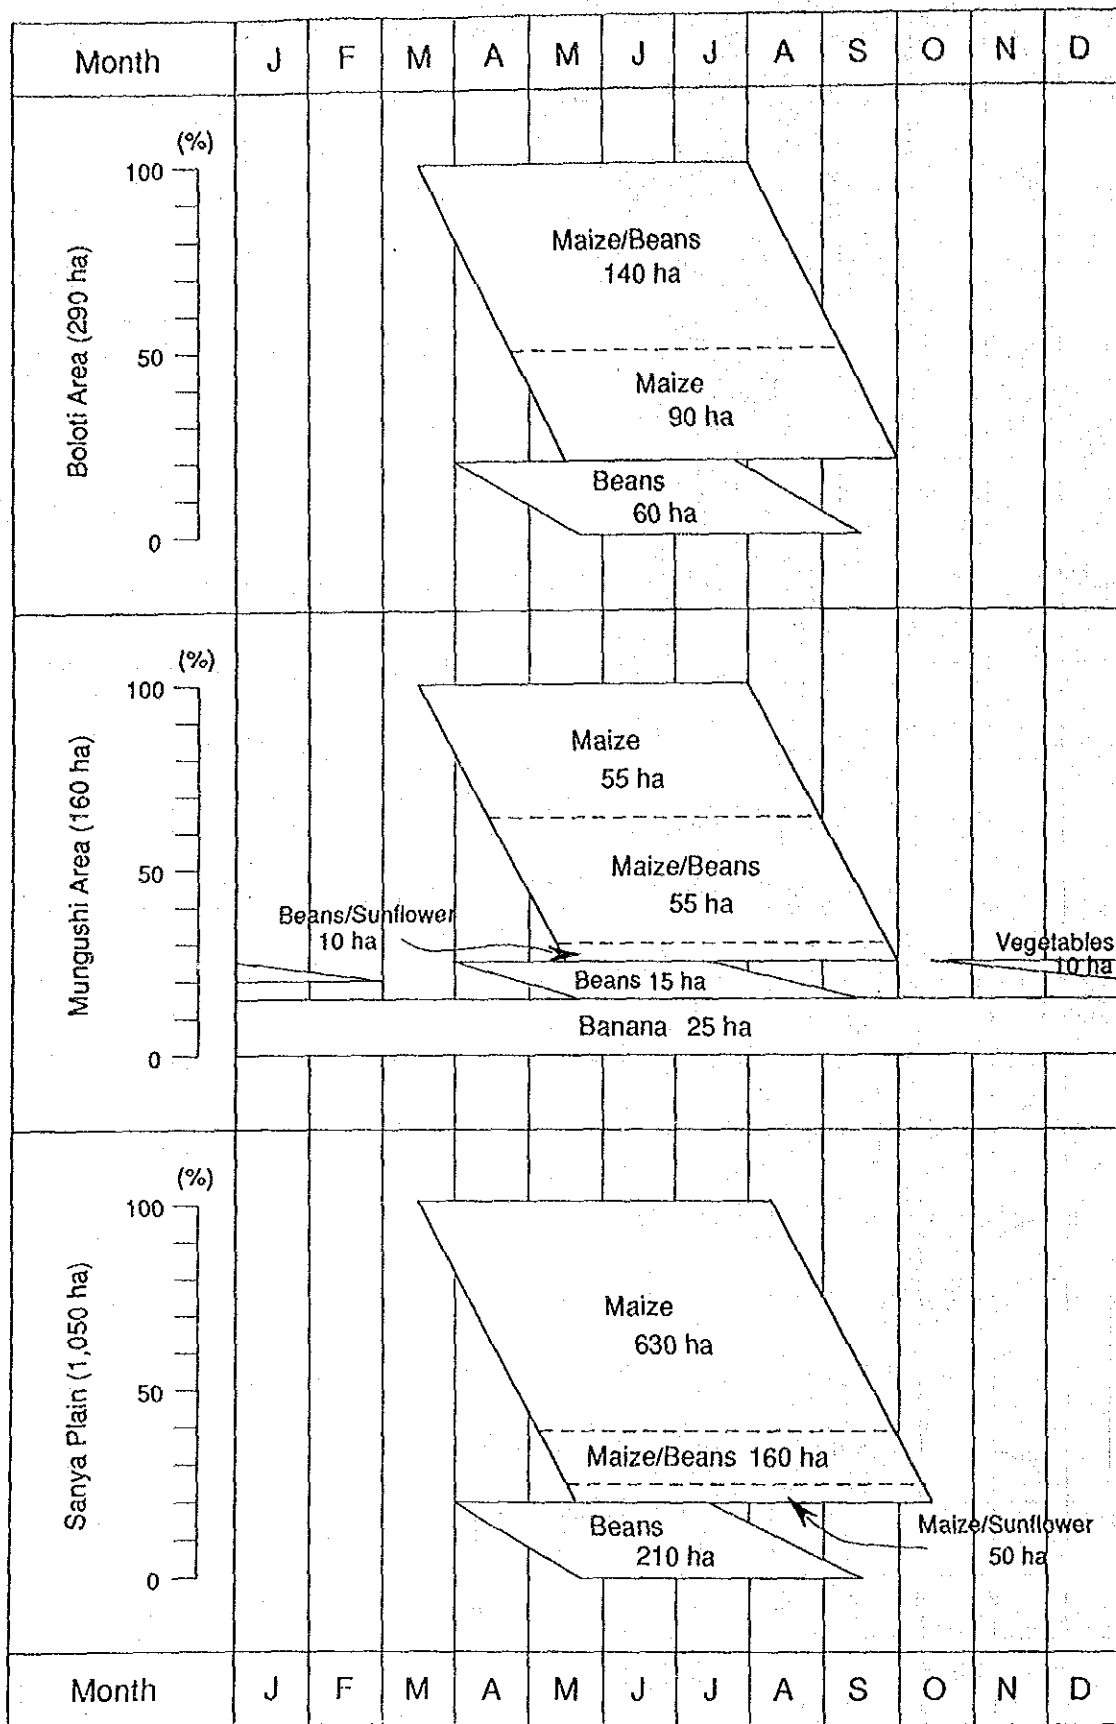 Month J F M A M J J A S O N D
(%)
100
50
0
Boloti Area (290 ha)
Maize/Beans
140 ha
Maize
90 ha
Beans
60 ha
(%)
100
50
0
Mungushi Area (160 ha)
Maize
55 ha
Maize/Beans
55 ha
Beans/Sunflower
10 ha
Vegetables
10 ha
Beans 15 ha
Banana 25 ha
(%)
100
50
0
Sanya Plain (1,050 ha)
Maize
630 ha
Maize/Beans 160 ha
Beans
210 ha
Maize/Sunflower
50 ha
Month J F M A M J J A S O N D